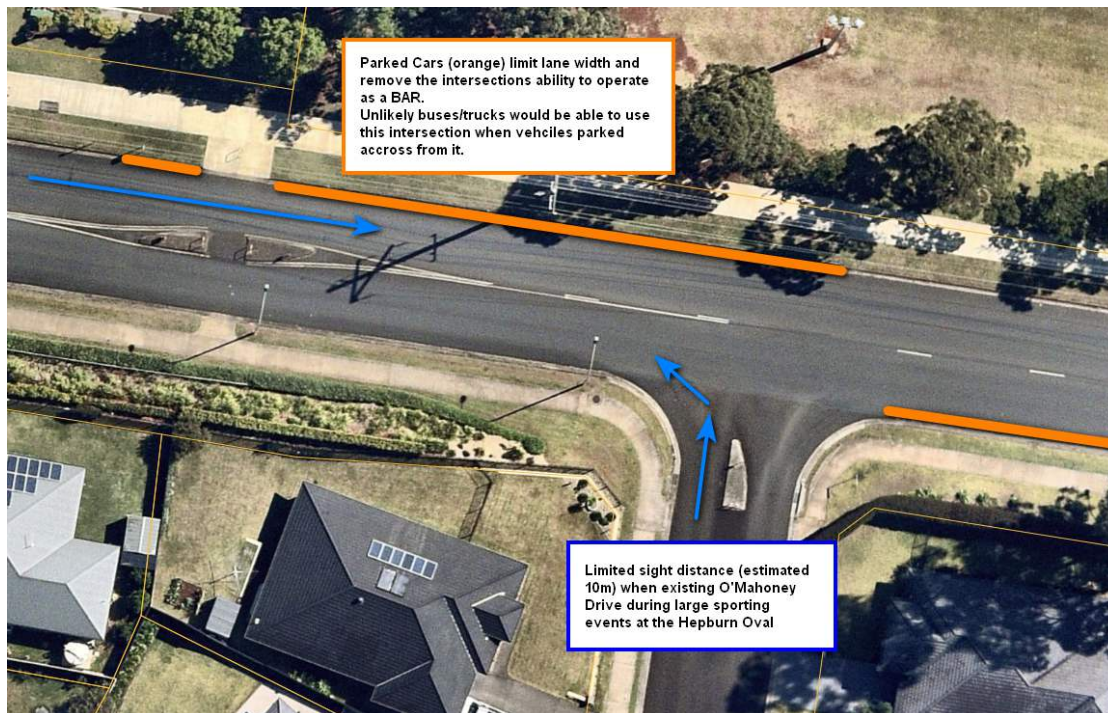 Parked Cars (orange) limit lane width and
remove the intersections ability to operate
as a BAR.
Unlikely buses/trucks would be able to use
this intersection when vehciles parked
accross from it.
Limited sight distance (estimated
10m) when existing O'Mahoney
Drive during large sporting
events at the Hepburn Oval